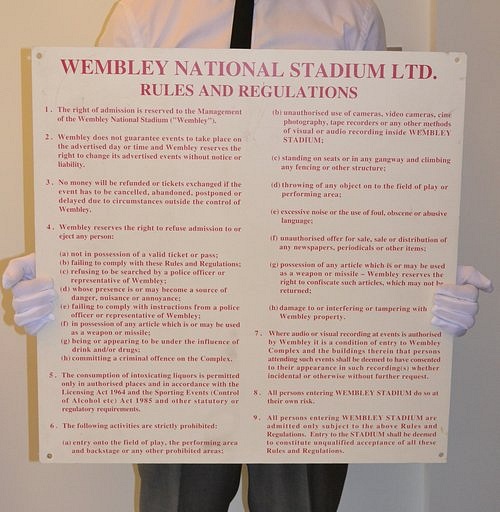 WEMBLEY NATIONAL STADIUM LTD.
RULES AND REGULATIONS
1. The right of admission is reserved to the Management
of the Wembley National Stadium ("Wembley").
2. Wembley does not guarantee events to take place on
the advertised day or time and Wembley reserves the
right to change its advertised events without notice or
liability.
3. No money will be refunded or tickets exchanged if the
event has to be cancelled, abandoned, postponed or
delayed due to circumstances outside the control of
Wembley.
4. Wembley reserves the right to refuse admission to or
eject any person:
(a) not in possession of a valid ticket or pass;
(b) failing to comply with these Rules and Regulations;
(c) refusing to be searched by a police officer or
representative of Wembley;
(d) whose presence is or may become a source of
danger, nuisance or annoyance;
(e) failing to comply with instructions from a police
officer or representative of Wembley;
(f) in possession of any article which is or may be used
as a weapon or missile;
(g) being or appearing to be under the influence of
drink and/or drugs;
(h) committing a criminal offence on the Complex.
5. The consumption of intoxicating liquors is permitted
only in authorised places and in accordance with the
Licensing Act 1964 and the Sporting Events (Control
of Alcohol etc) Act 1985 and other statutory or
regulatory requirements.
6. The following activities are strictly prohibited:
(a) entry onto the field of play, the performing area
and backstage or any other prohibited areas;
(b) unauthorised use of cameras, video cameras, cine
photography, tape recorders or any other methods
of visual or audio recording inside WEMBLEY
STADIUM;
(c) standing on seats or in any gangway and climbing
any fencing or other structure;
(d) throwing of any object on to the field of play or
performing area;
(e) excessive noise or the use of foul, obscene or abusive
language;
(f) unauthorised offer for sale, sale or distribution of
any newspapers, periodicals or other items;
(g) possession of any article which is or may be used
as a weapon or missile – Wembley reserves the
right to confiscate such articles, which may not be
returned;
(h) damage to or interfering or tampering with
Wembley property.
7. Where audio or visual recording at events is authorised
by Wembley it is a condition of entry to Wembley
Complex and the buildings therein that persons
attending such events shall be deemed to have consented
to their appearance in such recording(s) whether
incidental or otherwise without further request.
8. All persons entering WEMBLEY STADIUM do so at
their own risk.
9. All persons entering WEMBLEY STADIUM are
admitted only subject to the above Rules and
Regulations. Entry to the STADIUM shall be deemed
to constitute unqualified acceptance of all these
Rules and Regulations.